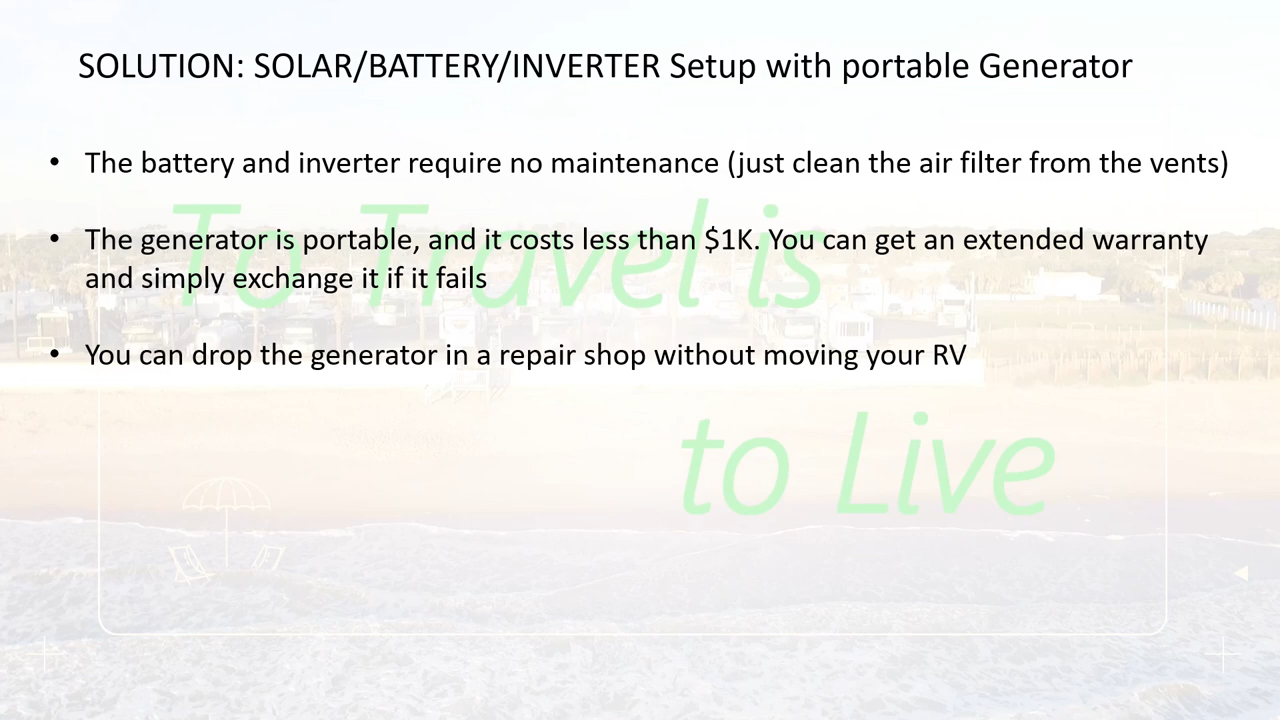 SOLUTION: SOLAR/BATTERY/INVERTER Setup with portable Generator
• The battery and inverter require no maintenance (just clean the air filter from the vents)
• The generator is portable, and it costs less than $1K. You can get an extended warranty
and simply exchange it if it fails
• You can drop the generator in a repair shop without moving your RV
To Travel is
to Live